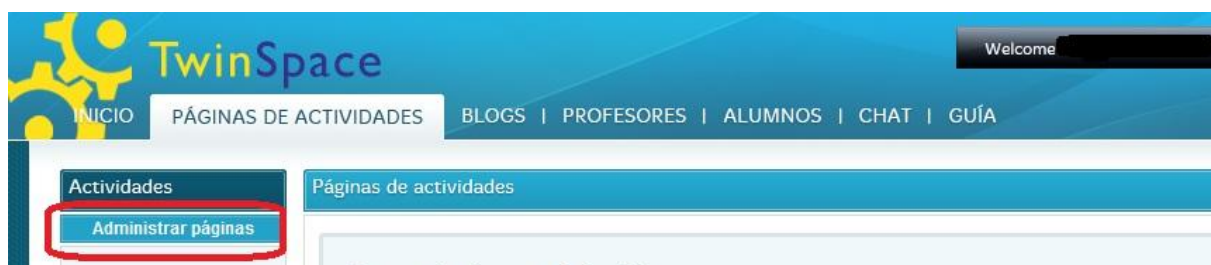 TwinSpace
Welcome
INICIO PÁGINAS DE ACTIVIDADES BLOGS | PROFESORES | ALUMNOS | CHAT | GUÍA
Actividades
Páginas de actividades
Administrar páginas